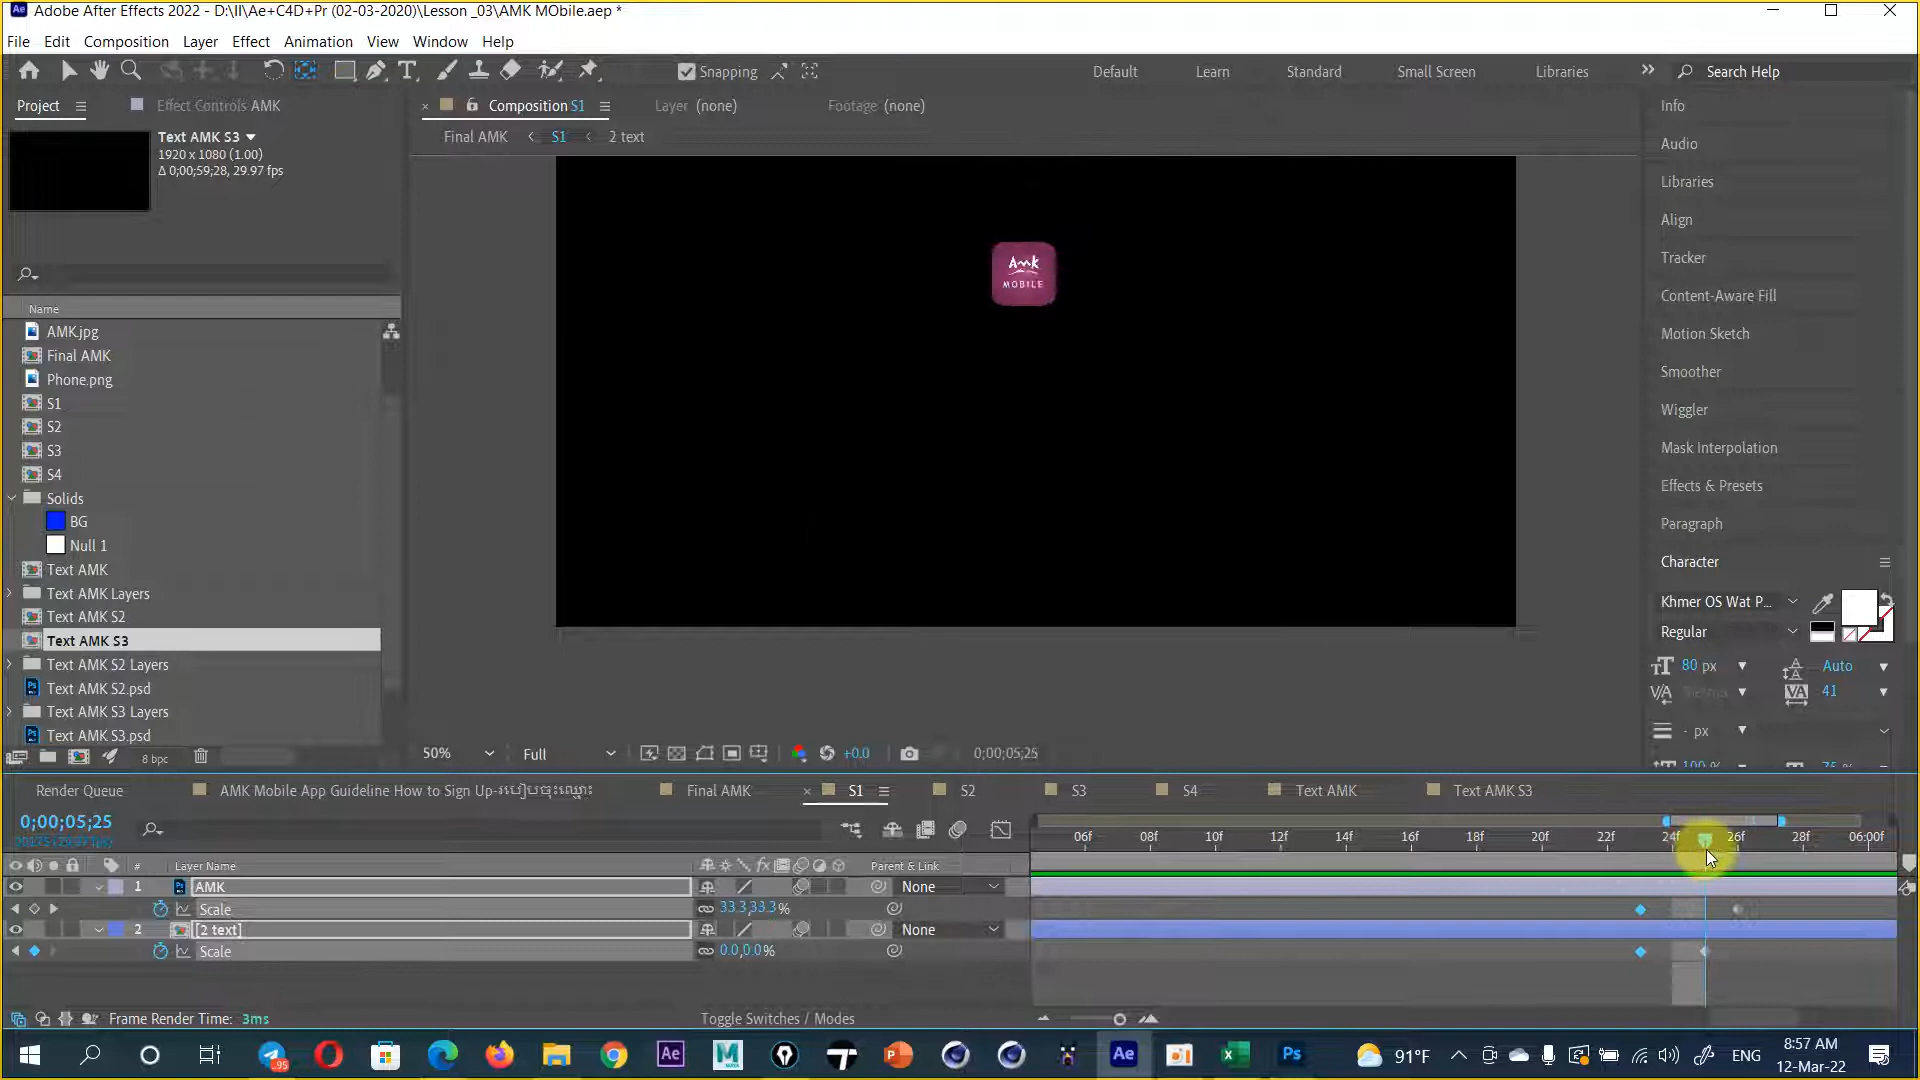 Adobe After Effects 2022 - D:\II\Ae+C4D+Pr (02-03-2020)\Lesson _03\AMK MObile.aep *
File Edit Composition Layer Effect Animation View Window Help
Snapping Default Learn Standard Small Screen Libraries Search Help
Project Effect Controls AMK Composition S1 Layer (none) Footage (none)
Final AMK S1 2 text
Text AMK S3
1920 x 1080 (1.00)
Δ 0;00;59;28, 29.97 fps
Name
AMK.jpg
Final AMK
Phone.png
S1
S2
S3
S4
Solids
BG
Null 1
Text AMK
Text AMK Layers
Text AMK S2
Text AMK S3
Text AMK S2 Layers
Text AMK S2.psd
Text AMK S3 Layers
Text AMK S3.psd
8 bpc
Amk
MOBILE
50% Full +0.0 0;00;05;25
Info
Audio
Libraries
Align
Tracker
Content-Aware Fill
Motion Sketch
Smoother
Wiggler
Mask Interpolation
Effects & Presets
Paragraph
Character
Khmer OS Wat P...
Regular
80 px Auto
41
- px
Render Queue AMK Mobile App Guideline How to Sign Up-របៀបចុះឈ្មោះ Final AMK S1 S2 S3 S4 Text AMK Text AMK S3
0;00;05;25
06f 08f 10f 12f 14f 16f 18f 20f 22f 24f 26f 28f 06:00f
# Layer Name Parent & Link
1 AMK None
Scale 33.3,33.3%
2 [2 text] None
Scale 0.0,0.0%
Frame Render Time: 3ms Toggle Switches / Modes
95 91°F ENG 8:57 AM
12-Mar-22